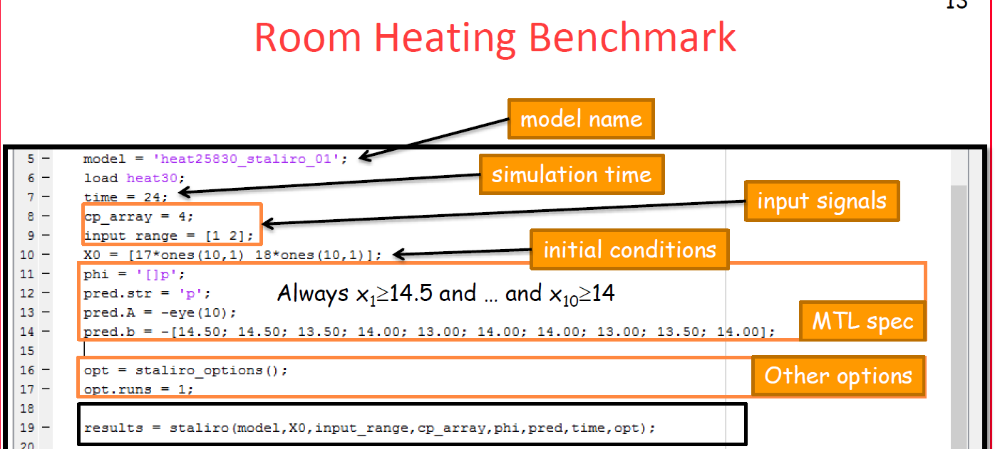 13
Room Heating Benchmark
model name
5 – model = 'heat25830_staliro_01';
6 – load heat30;
simulation time
7 – time = 24;
input signals
8 – cp_array = 4;
9 – input_range = [1 2];
10 – X0 = [17*ones(10,1) 18*ones(10,1)];
initial conditions
11 – phi = '[]p';
12 – pred.str = 'p';
Always x₁≥14.5 and ... and x₁₀≥14
13 – pred.A = -eye(10);
14 – pred.b = -[14.50; 14.50; 13.50; 14.00; 13.00; 14.00; 14.00; 13.00; 13.50; 14.00];
MTL spec
15
16 – opt = staliro_options();
17 – opt.runs = 1;
Other options
18
19 – results = staliro(model,X0,input_range,cp_array,phi,pred,time,opt);
20